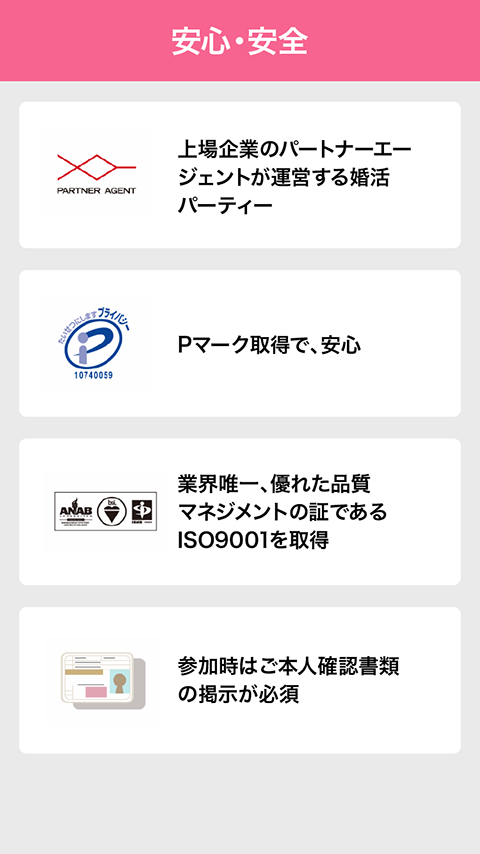 安心・安全
上場企業のパートナーエー
ジェントが運営する婚活
パーティー
PARTNER AGENT
たいせつにします プライバシー
10740059
Pマーク取得で、安心
業界唯一、優れた品質
マネジメントの証である
ISO9001を取得
ANAB
bsi.
参加時はご本人確認書類
の掲示が必須